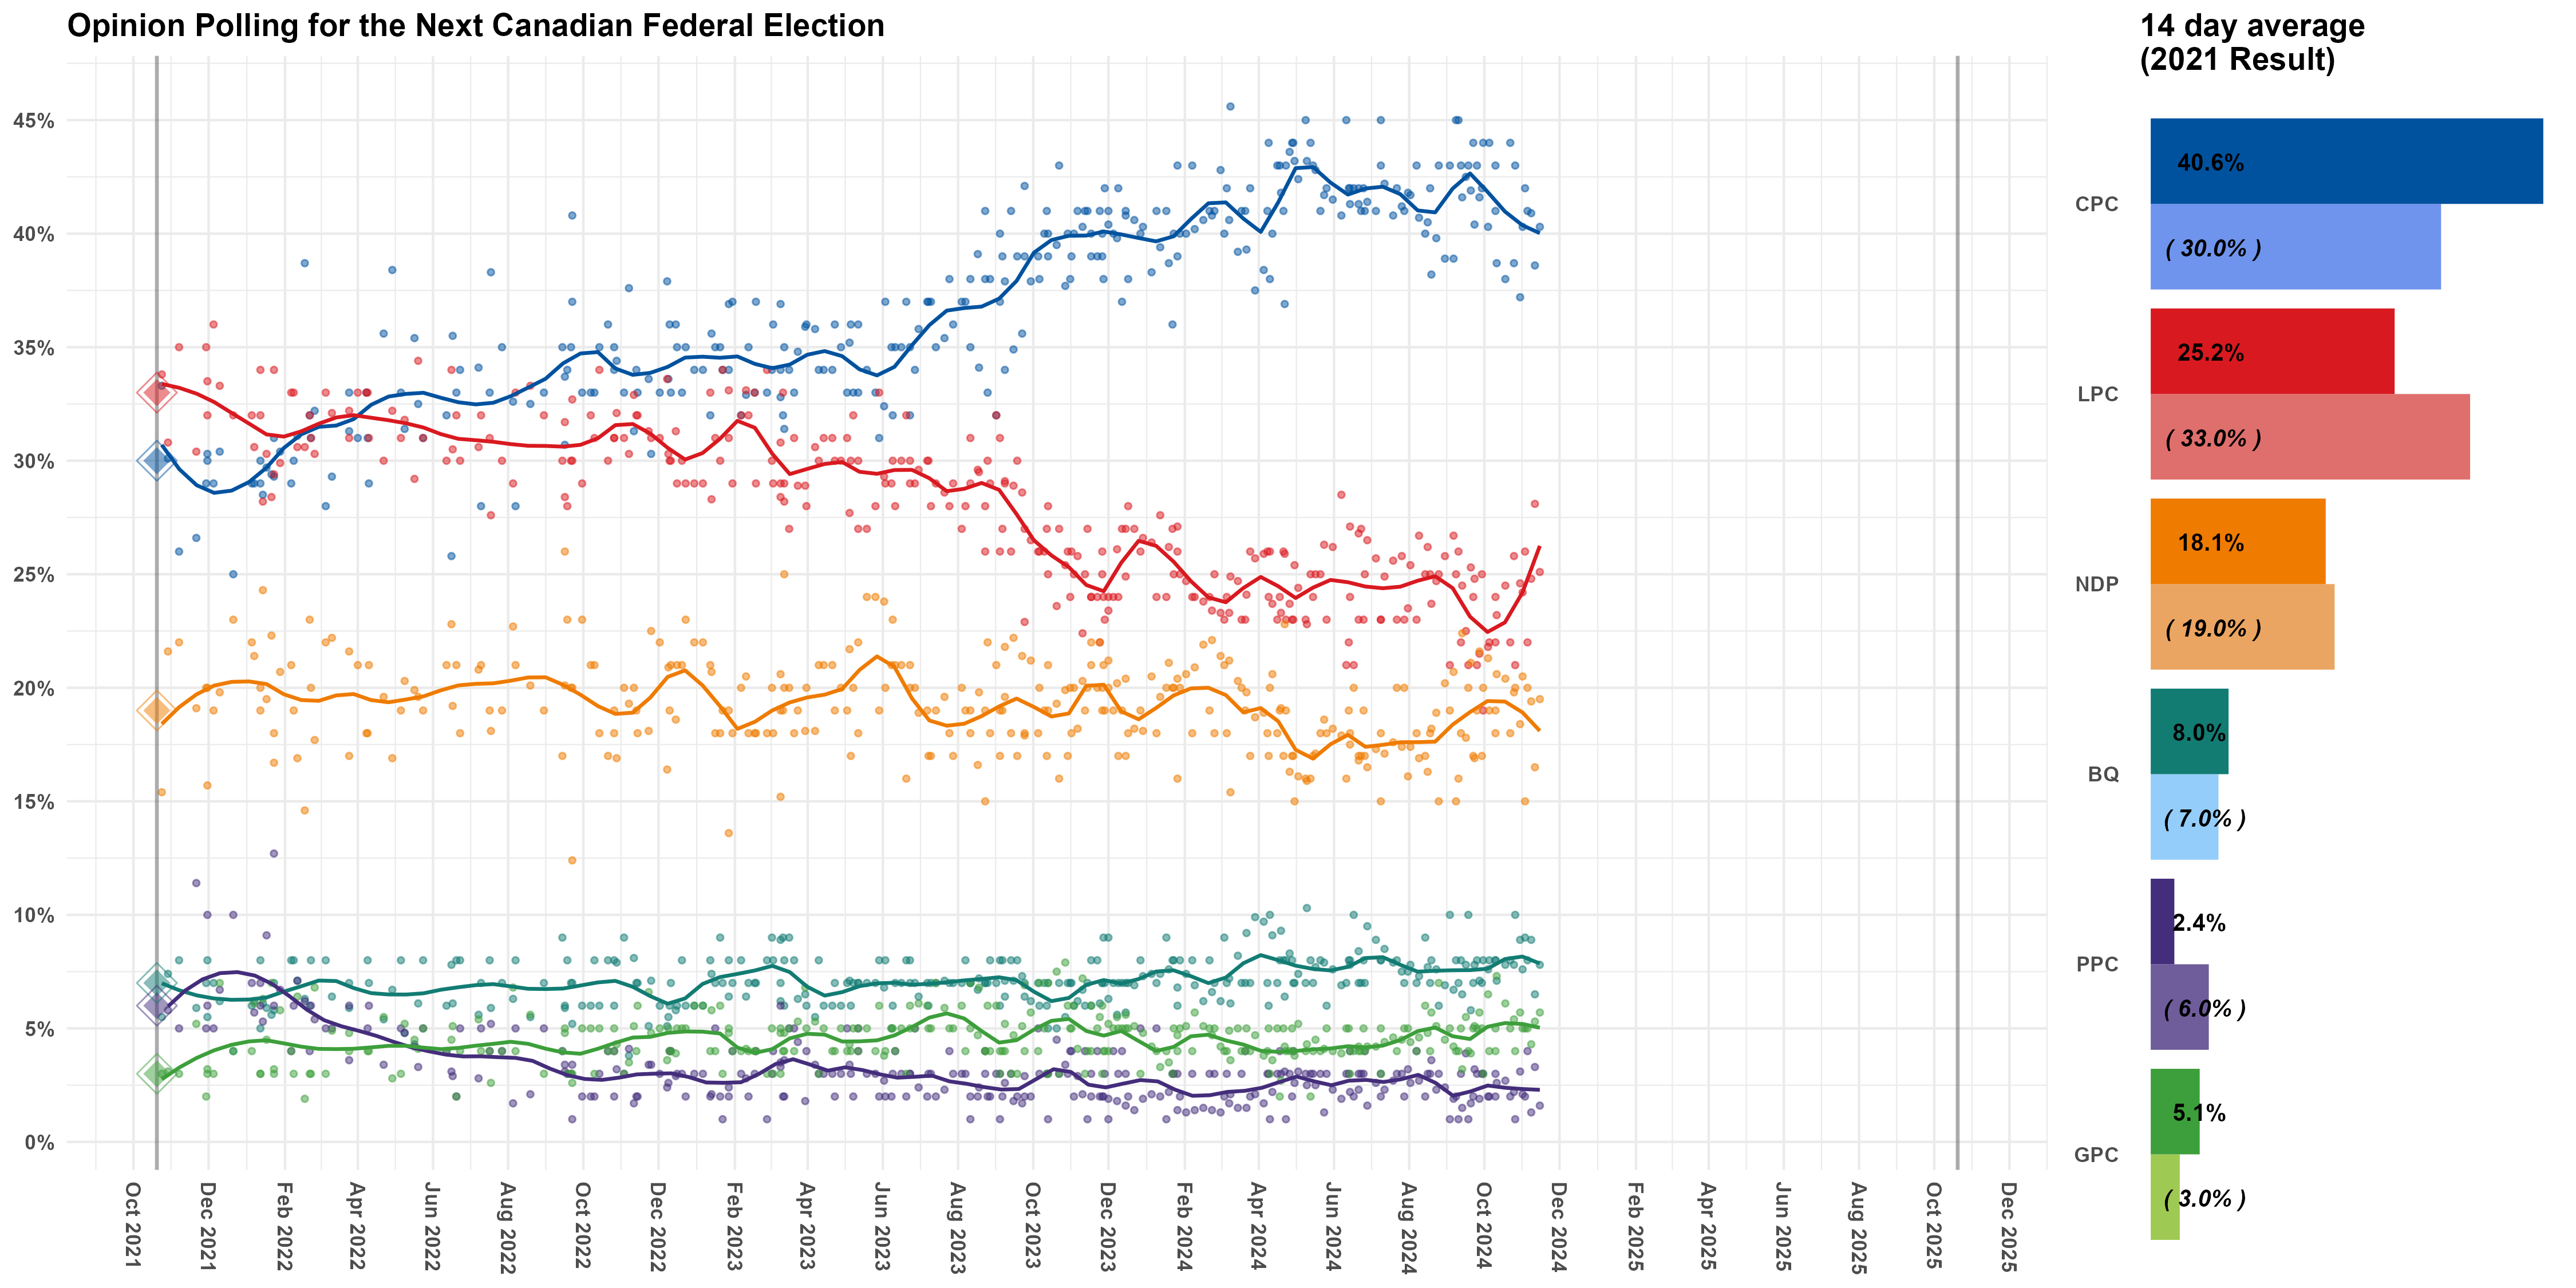 Opinion Polling for the Next Canadian Federal Election
14 day average
(2021 Result)
45%
40%
35%
30%
25%
20%
15%
10%
5%
0%
Oct 2021
Dec 2021
Feb 2022
Apr 2022
Jun 2022
Aug 2022
Oct 2022
Dec 2022
Feb 2023
Apr 2023
Jun 2023
Aug 2023
Oct 2023
Dec 2023
Feb 2024
Apr 2024
Jun 2024
Aug 2024
Oct 2024
Dec 2024
Feb 2025
Apr 2025
Jun 2025
Aug 2025
Oct 2025
Dec 2025
CPC
40.6%
( 30.0% )
LPC
25.2%
( 33.0% )
NDP
18.1%
( 19.0% )
BQ
8.0%
( 7.0% )
PPC
2.4%
( 6.0% )
GPC
5.1%
( 3.0% )